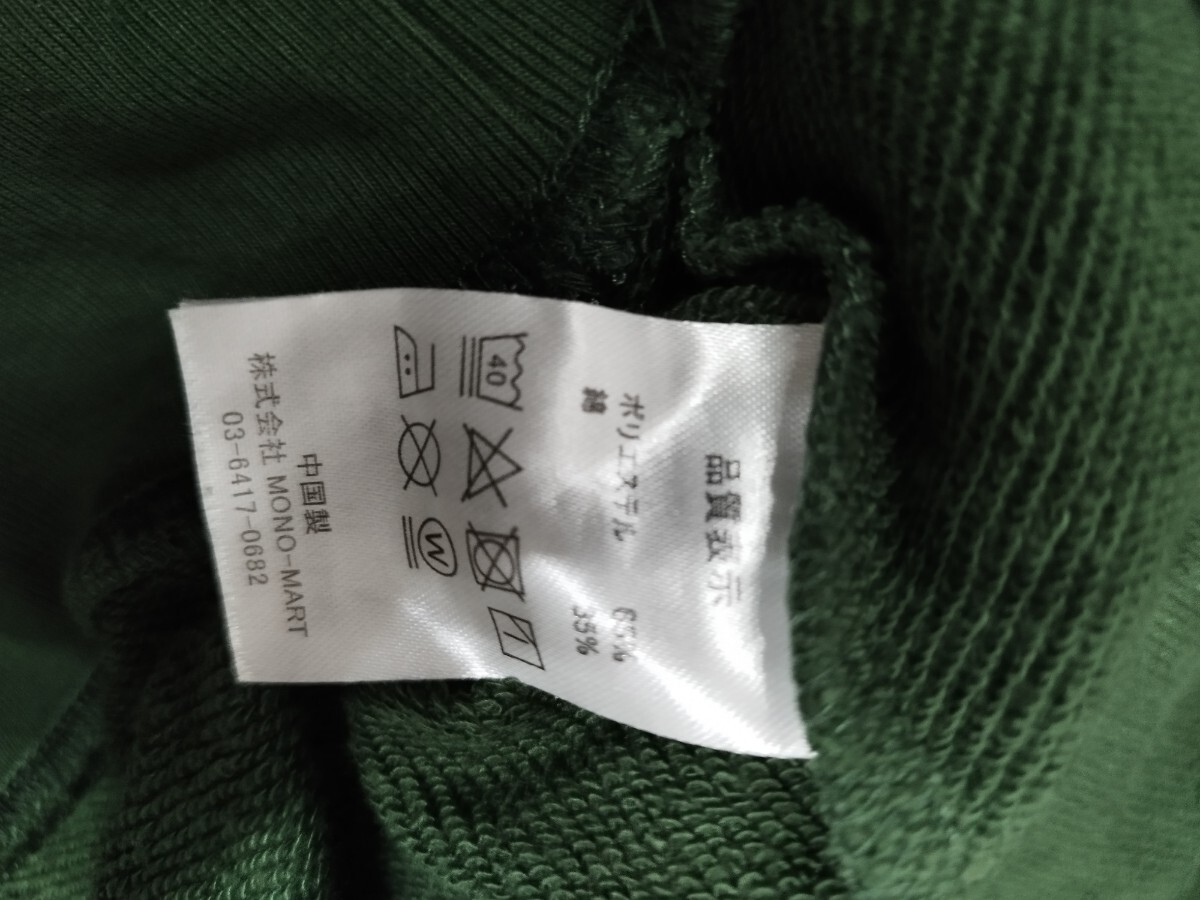 品質表示
ポリエステル 65%
綿 35%
40
W
中国製
株式会社 MONO-MART
03-6417-0682